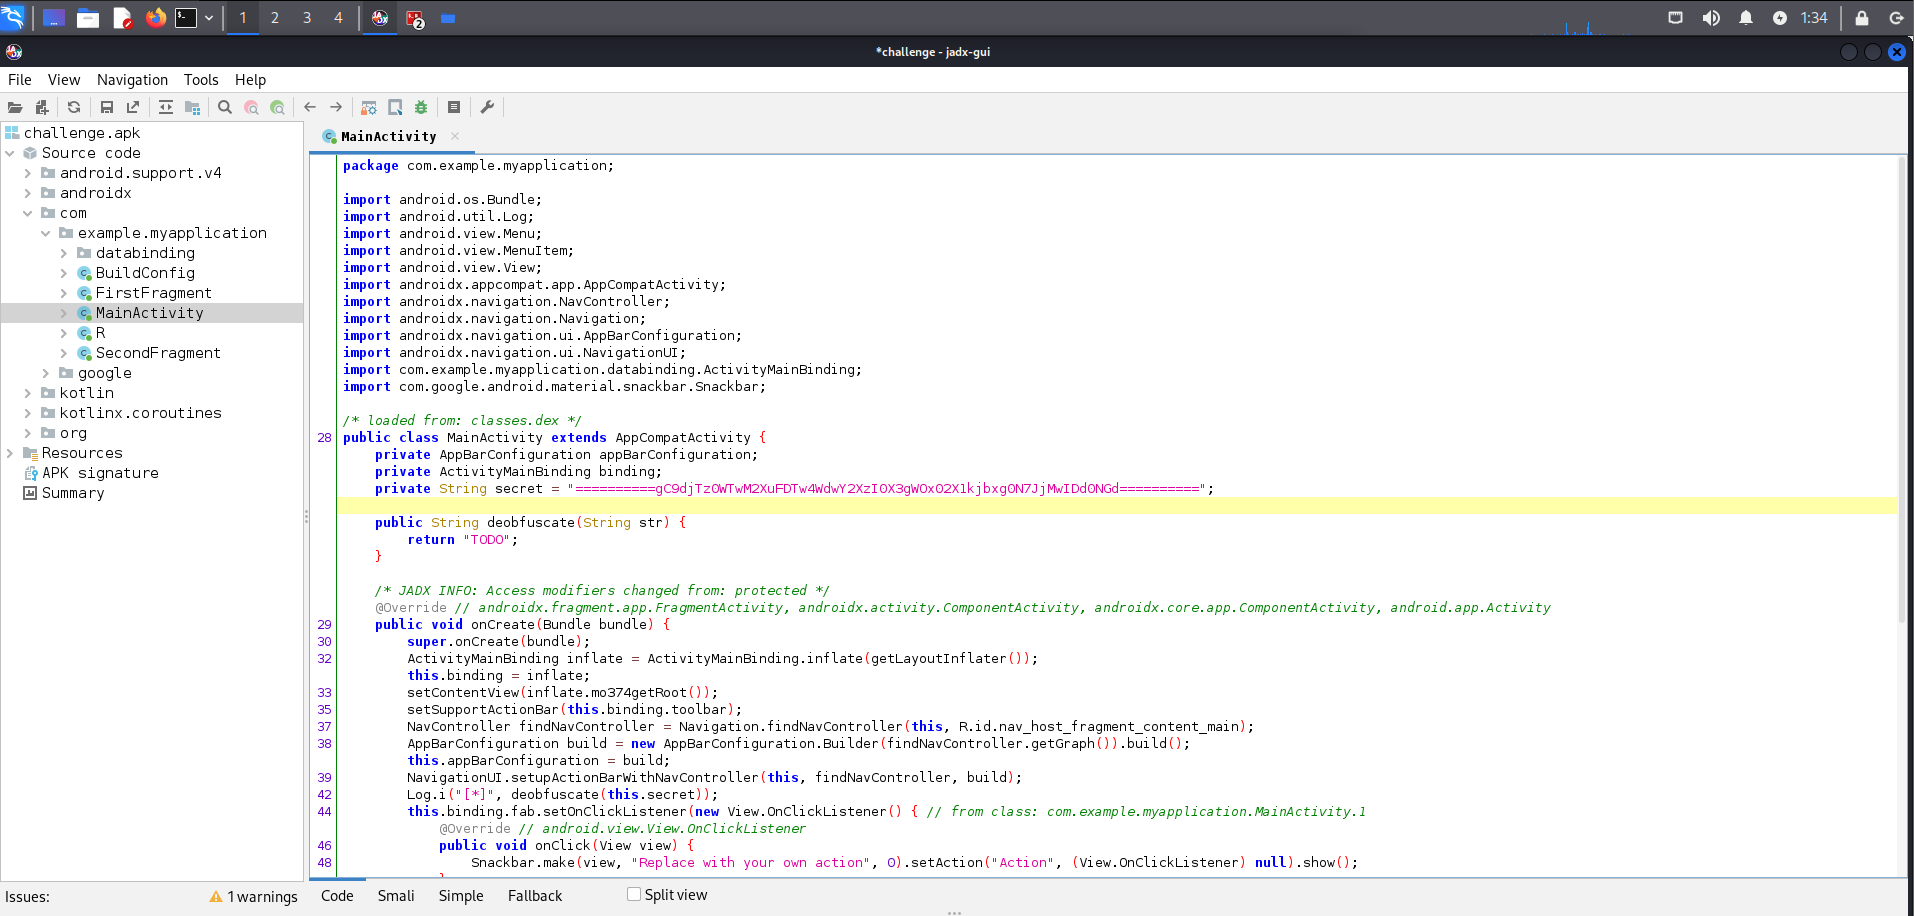 1 2 3 4 2 1:34
*challenge - jadx-gui
File View Navigation Tools Help
challenge.apk
Source code
android.support.v4
androidx
com
example.myapplication
databinding
BuildConfig
FirstFragment
MainActivity
R
SecondFragment
google
kotlin
kotlinx.coroutines
org
Resources
APK signature
Summary
MainActivity
package com.example.myapplication;
import android.os.Bundle;
import android.util.Log;
import android.view.Menu;
import android.view.MenuItem;
import android.view.View;
import androidx.appcompat.app.AppCompatActivity;
import androidx.navigation.NavController;
import androidx.navigation.Navigation;
import androidx.navigation.ui.AppBarConfiguration;
import androidx.navigation.ui.NavigationUI;
import com.example.myapplication.databinding.ActivityMainBinding;
import com.google.android.material.snackbar.Snackbar;
/* loaded from: classes.dex */
28 public class MainActivity extends AppCompatActivity {
private AppBarConfiguration appBarConfiguration;
private ActivityMainBinding binding;
private String secret = "==========gC9djTz0WTwM2XuFDTw4WdwY2XzI0X3gWOx02X1kjbxg0N7JjMwIDd0NGd==========";
public String deobfuscate(String str) {
return "TODO";
}
/* JADX INFO: Access modifiers changed from: protected */
@Override // androidx.fragment.app.FragmentActivity, androidx.activity.ComponentActivity, androidx.core.app.ComponentActivity, android.app.Activity
29 public void onCreate(Bundle bundle) {
30 super.onCreate(bundle);
32 ActivityMainBinding inflate = ActivityMainBinding.inflate(getLayoutInflater());
this.binding = inflate;
33 setContentView(inflate.mo374getRoot());
35 setSupportActionBar(this.binding.toolbar);
37 NavController findNavController = Navigation.findNavController(this, R.id.nav_host_fragment_content_main);
38 AppBarConfiguration build = new AppBarConfiguration.Builder(findNavController.getGraph()).build();
this.appBarConfiguration = build;
39 NavigationUI.setupActionBarWithNavController(this, findNavController, build);
42 Log.i("[*]", deobfuscate(this.secret));
44 this.binding.fab.setOnClickListener(new View.OnClickListener() { // from class: com.example.myapplication.MainActivity.1
@Override // android.view.View.OnClickListener
46 public void onClick(View view) {
48 Snackbar.make(view, "Replace with your own action", 0).setAction("Action", (View.OnClickListener) null).show();
Issues: 1 warnings
Code Smali Simple Fallback Split view